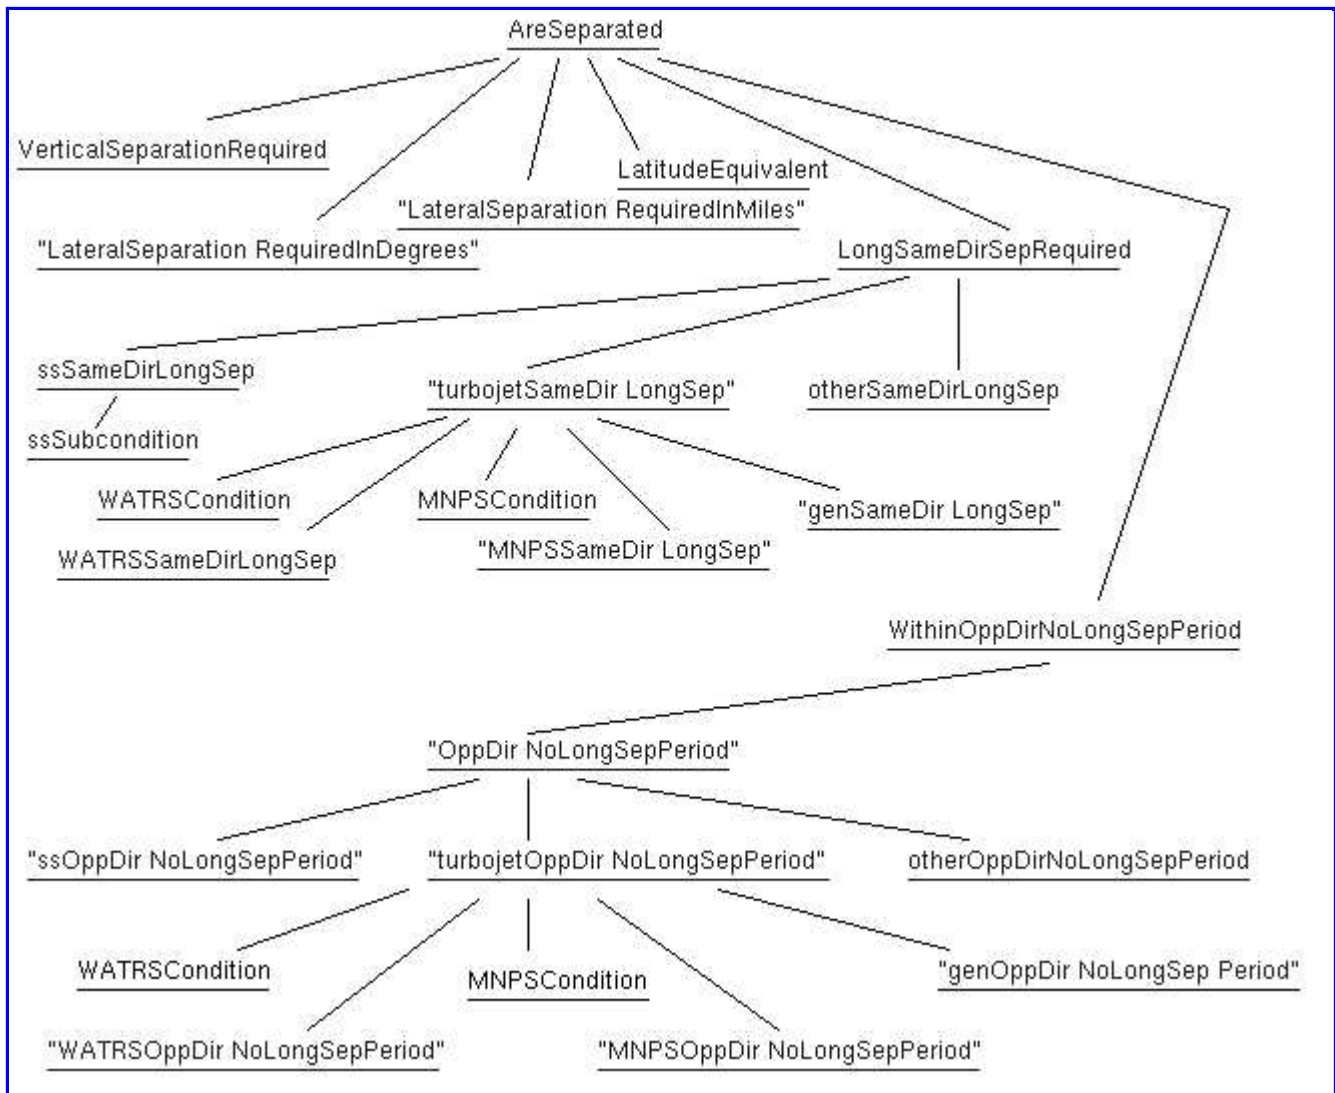 AreSeparated
VerticalSeparationRequired
LatitudeEquivalent
"LateralSeparation RequiredInMiles"
"LateralSeparation RequiredInDegrees"
LongSameDirSepRequired
ssSameDirLongSep
"turbojetSameDir LongSep"
otherSameDirLongSep
ssSubcondition
WATRSCondition
MNPSCondition
"genSameDir LongSep"
WATRSSameDirLongSep
"MNPSSameDir LongSep"
WithinOppDirNoLongSepPeriod
"OppDir NoLongSepPeriod"
"ssOppDir NoLongSepPeriod"
"turbojetOppDir NoLongSepPeriod"
otherOppDirNoLongSepPeriod
WATRSCondition
MNPSCondition
"genOppDir NoLongSep Period"
"WATRSOppDir NoLongSepPeriod"
"MNPSOppDir NoLongSepPeriod"